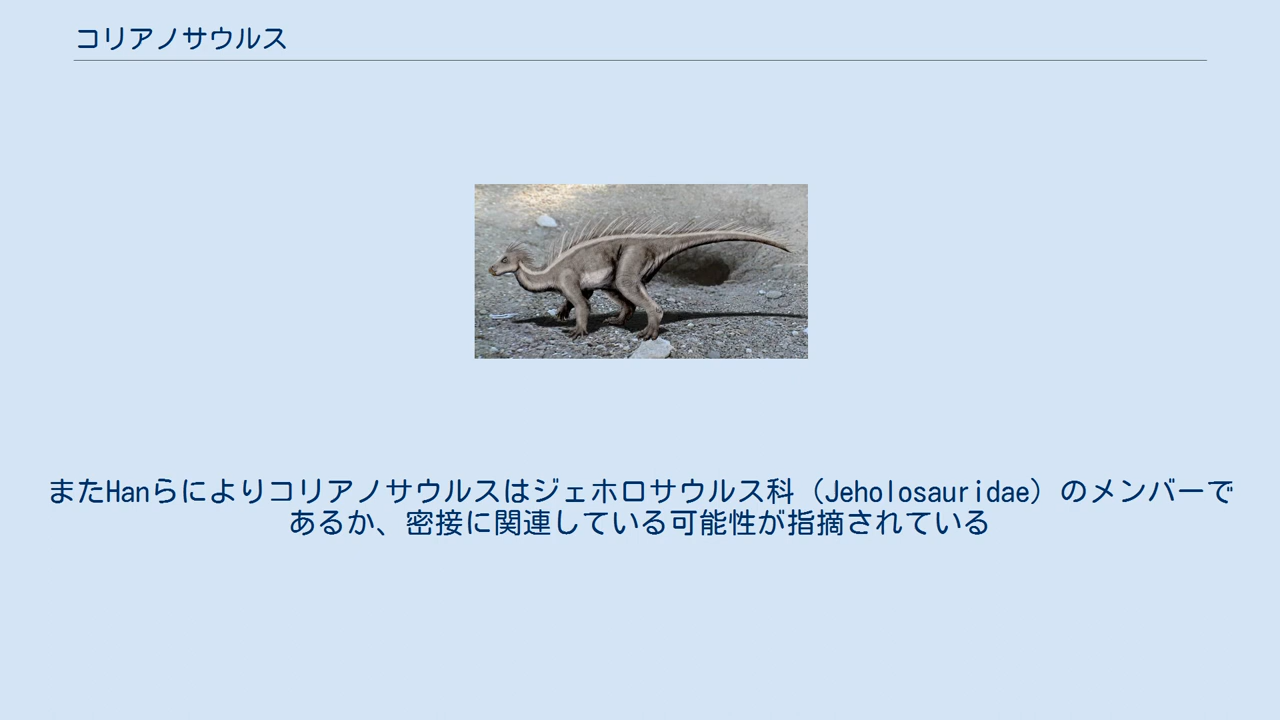 コリアノサウルス
またHanらによりコリアノサウルスはジェホロサウルス科（Jeholosauridae）のメンバーで
あるか、密接に関連している可能性が指摘されている